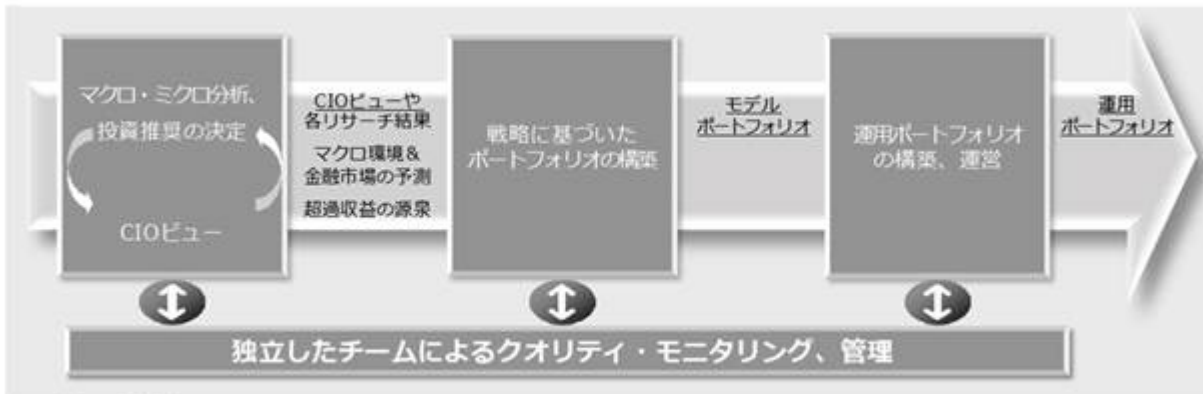 マクロ・ミクロ分析、
投資推奨の決定
CIOビュー
CIOビューや
各リサーチ結果
マクロ環境＆
金融市場の予測
超過収益の源泉
戦略に基づいた
ポートフォリオの構築
モデル
ポートフォリオ
運用ポートフォリオ
の構築、運営
運用
ポートフォリオ
独立したチームによるクオリティ・モニタリング、管理